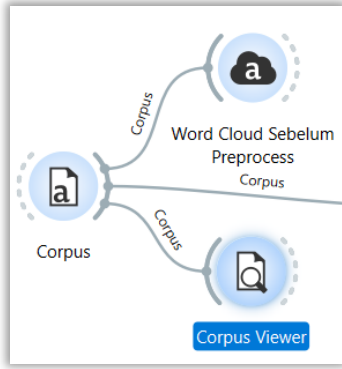 a
Corpus
Word Cloud Sebelum
Preprocess
Corpus
a
Corpus
Corpus
Corpus Viewer